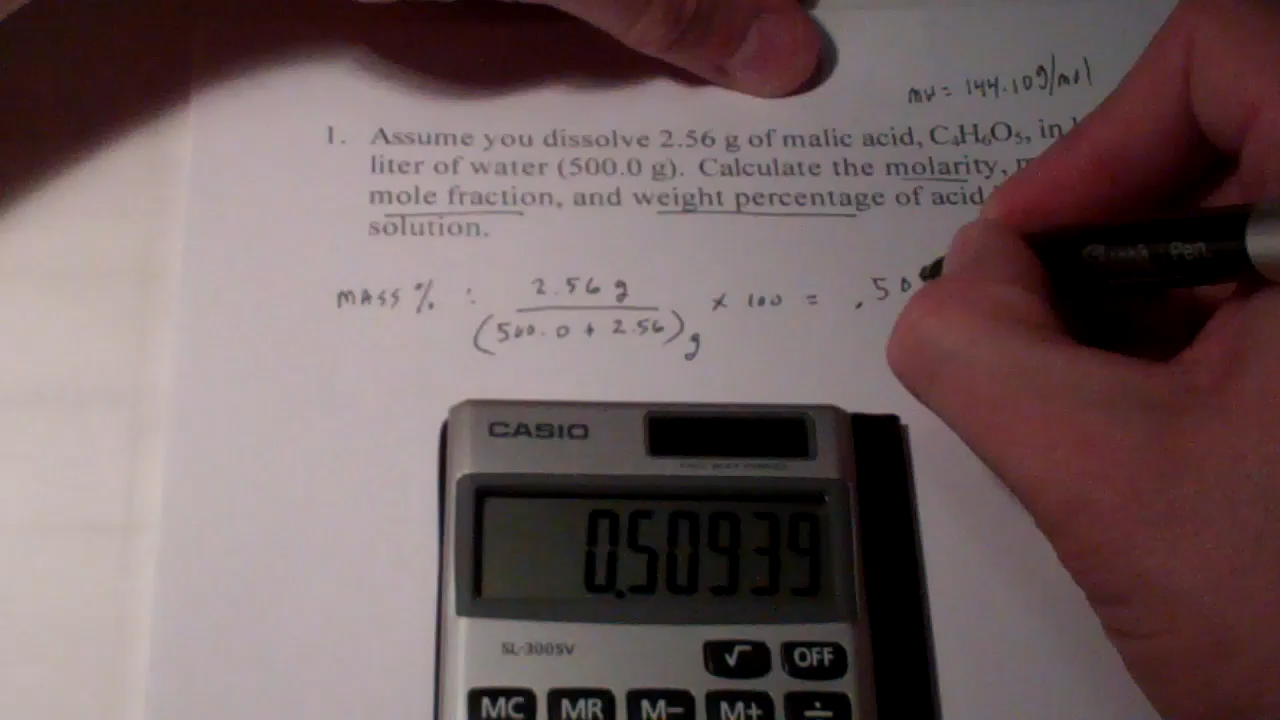 MW = 144.10g/mol
1. Assume you dissolve 2.56 g of malic acid, C4H6O5, in
liter of water (500.0 g). Calculate the molarity,
mole fraction, and weight percentage of acid
solution.
MASS % : 2.56 g / (500.0 + 2.56) g x 100 = .50
CASIO
0.50939
SL-300SV
√ OFF
MC MR M- M+ ÷
Pen